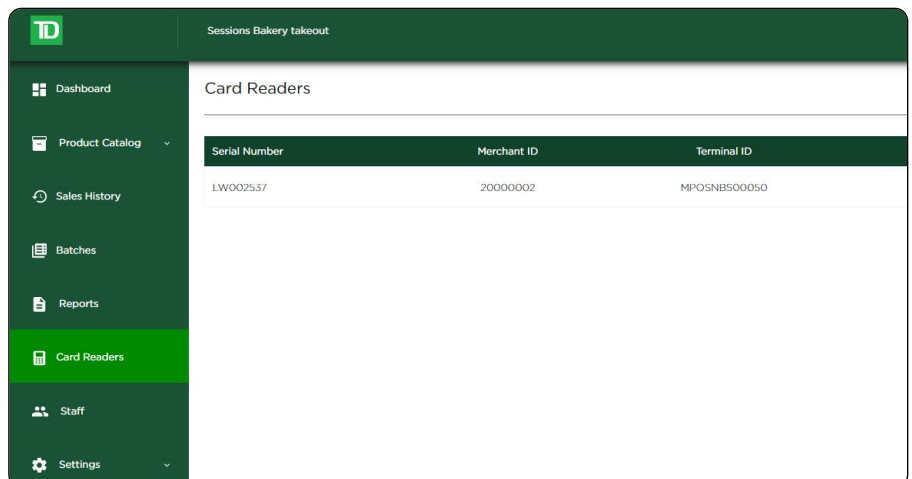 TD
Sessions Bakery takeout
Dashboard
Product Catalog
Sales History
Batches
Reports
Card Readers
Staff
Settings
Card Readers
Serial Number Merchant ID Terminal ID
LW002537 20000002 MPOSNBS00050